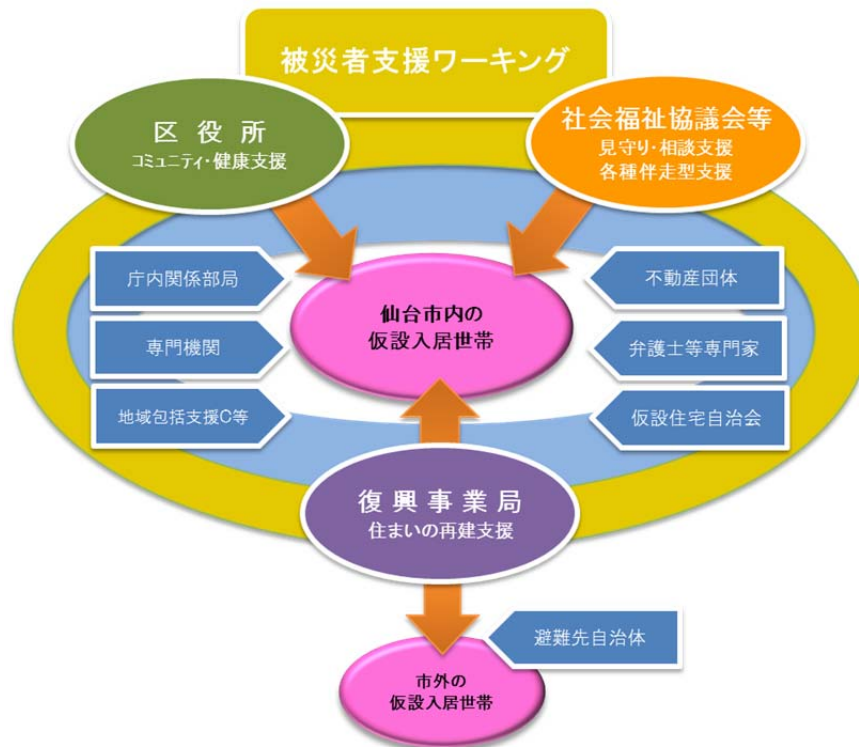 被災者支援ワーキング
区役所
コミュニティ・健康支援
社会福祉協議会等
見守り・相談支援
各種伴走型支援
庁内関係部局
専門機関
地域包括支援C等
仙台市内の
仮設入居世帯
不動産団体
弁護士等専門家
仮設住宅自治会
復興事業局
住まいの再建支援
避難先自治体
市外の
仮設入居世帯